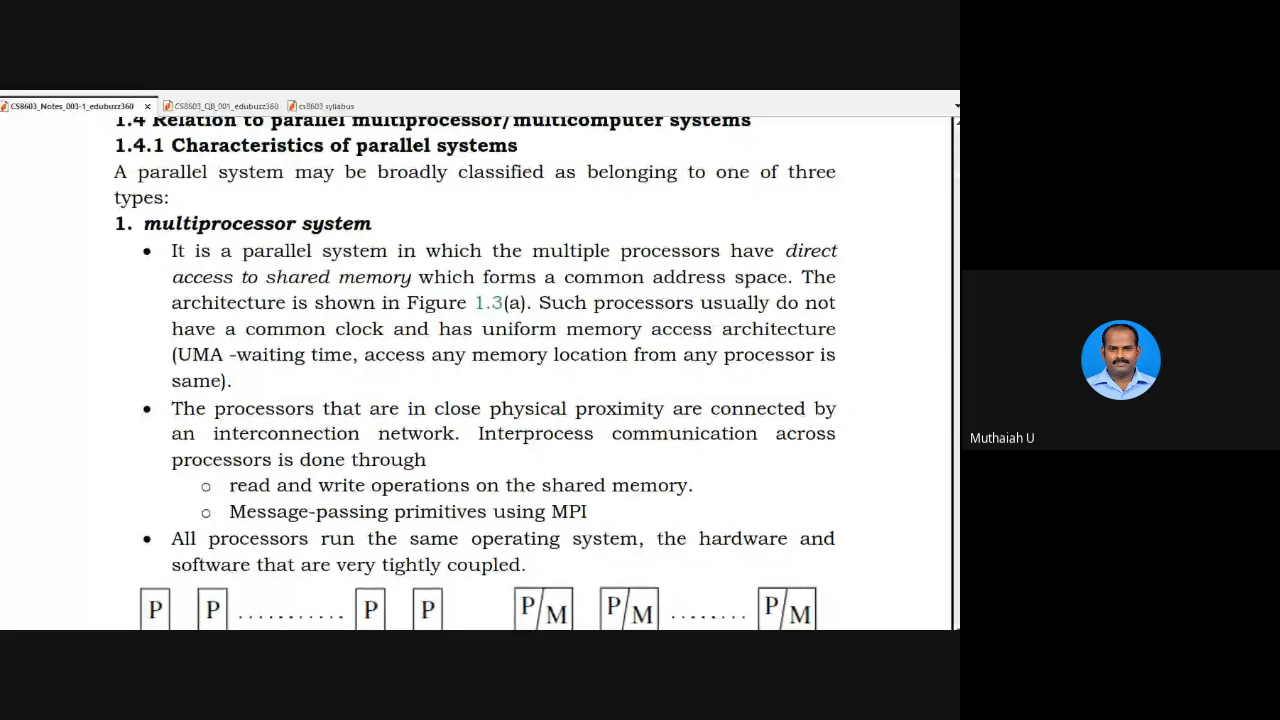 CS8603_Notes_003-1_edubuzz360 × CS8603_QB_001_edubuzz360 cs8603 syllabus
1.4 Relation to parallel multiprocessor/multicomputer systems
1.4.1 Characteristics of parallel systems
A parallel system may be broadly classified as belonging to one of three
types:
1. multiprocessor system
• It is a parallel system in which the multiple processors have direct
access to shared memory which forms a common address space. The
architecture is shown in Figure 1.3(a). Such processors usually do not
have a common clock and has uniform memory access architecture
(UMA -waiting time, access any memory location from any processor is
same).
• The processors that are in close physical proximity are connected by
an interconnection network. Interprocess communication across
processors is done through
○ read and write operations on the shared memory.
○ Message-passing primitives using MPI
• All processors run the same operating system, the hardware and
software that are very tightly coupled.
P P ........... P P P/M P/M ........ P/M
Muthaiah U